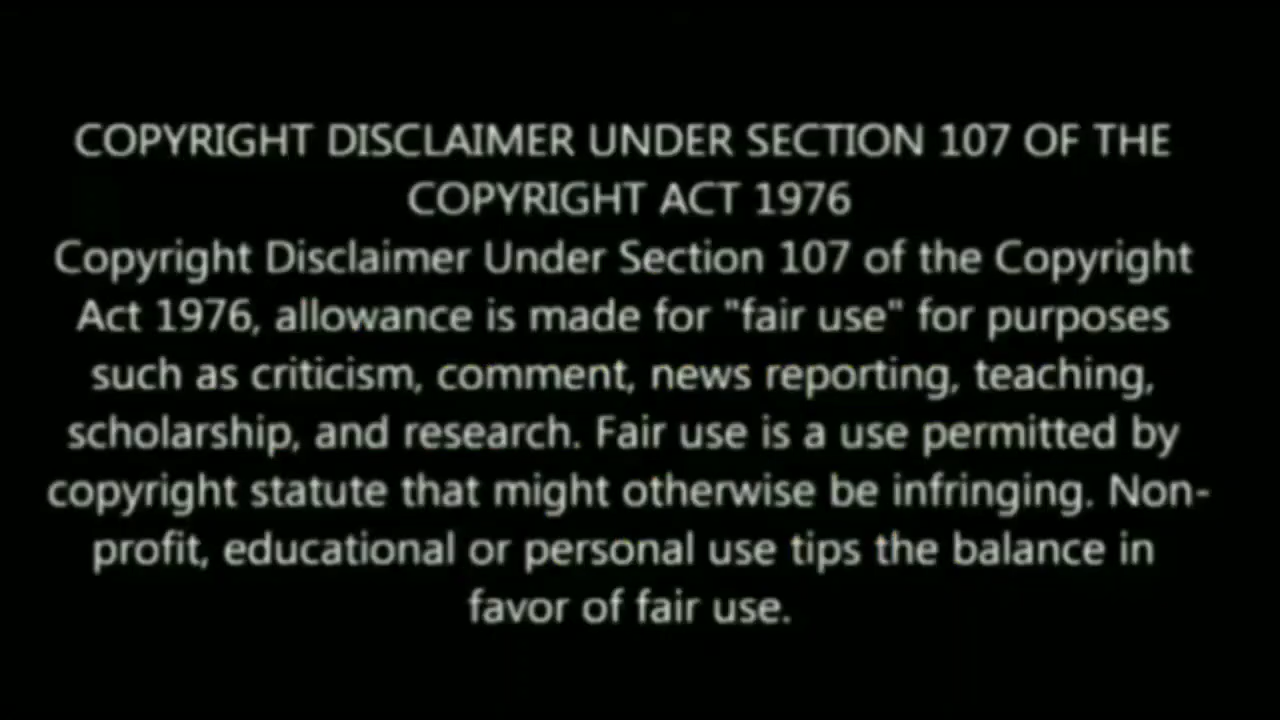 COPYRIGHT DISCLAIMER UNDER SECTION 107 OF THE
COPYRIGHT ACT 1976
Copyright Disclaimer Under Section 107 of the Copyright
Act 1976, allowance is made for "fair use" for purposes
such as criticism, comment, news reporting, teaching,
scholarship, and research. Fair use is a use permitted by
copyright statute that might otherwise be infringing. Non-
profit, educational or personal use tips the balance in
favor of fair use.